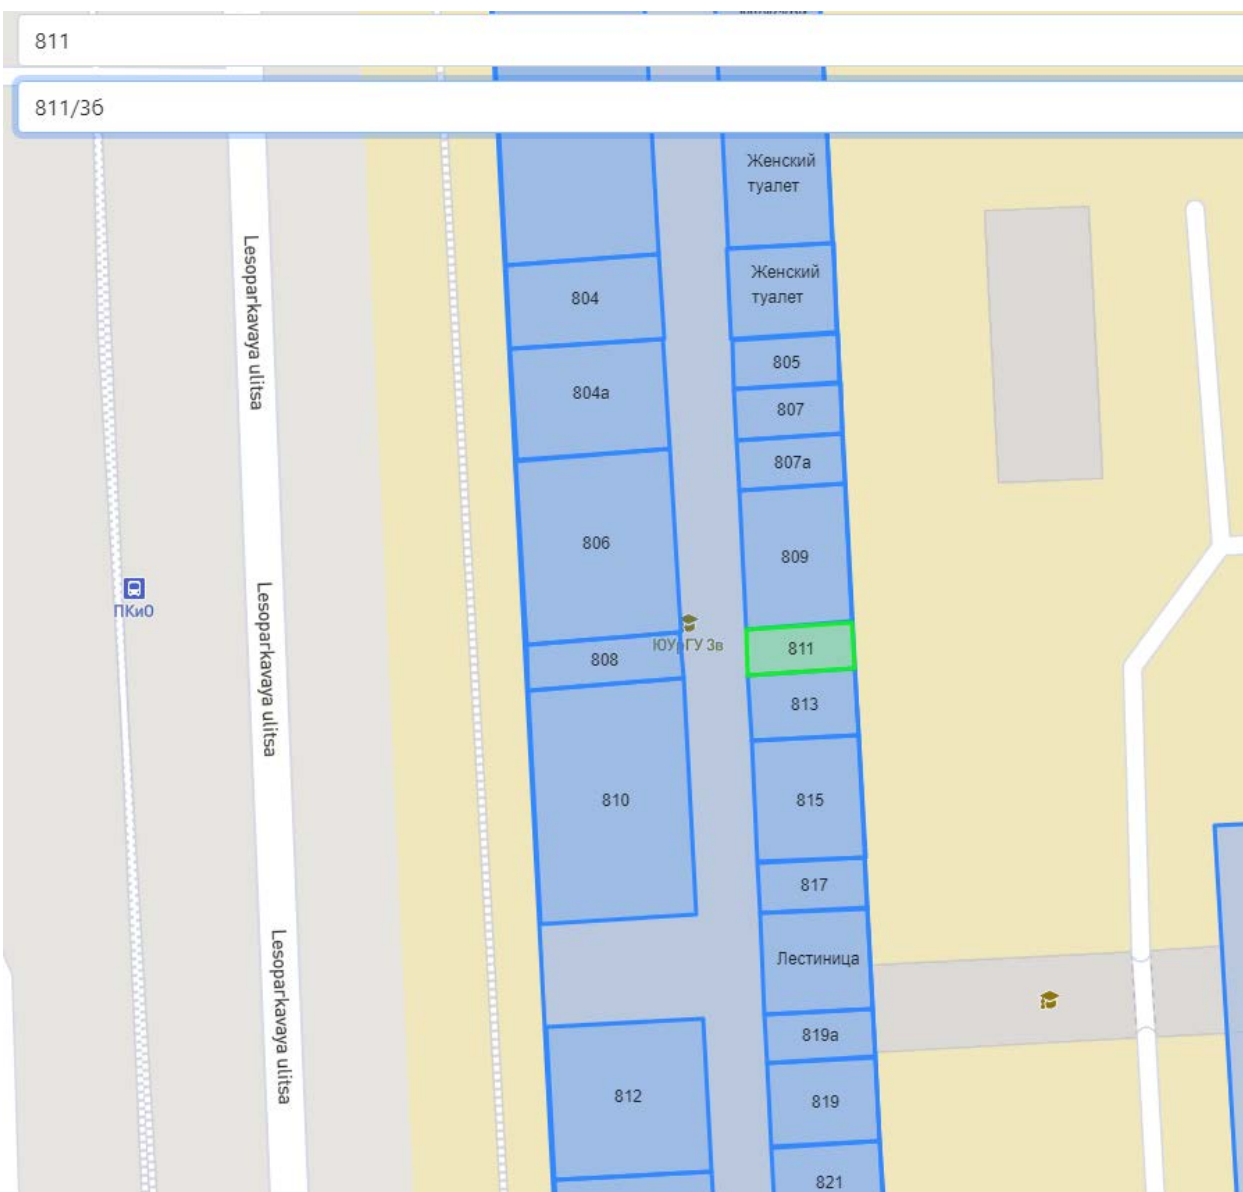 811
811/3б
Женский
туалет
Женский
туалет
804
805
804а
807
807а
806
809
ПКиО
ЮУрГУ 3в
808
811
813
810
815
817
Лестиница
819а
812
819
821
Lesoparkavaya ulitsa
Lesoparkavaya ulitsa
Lesoparkavaya ulitsa